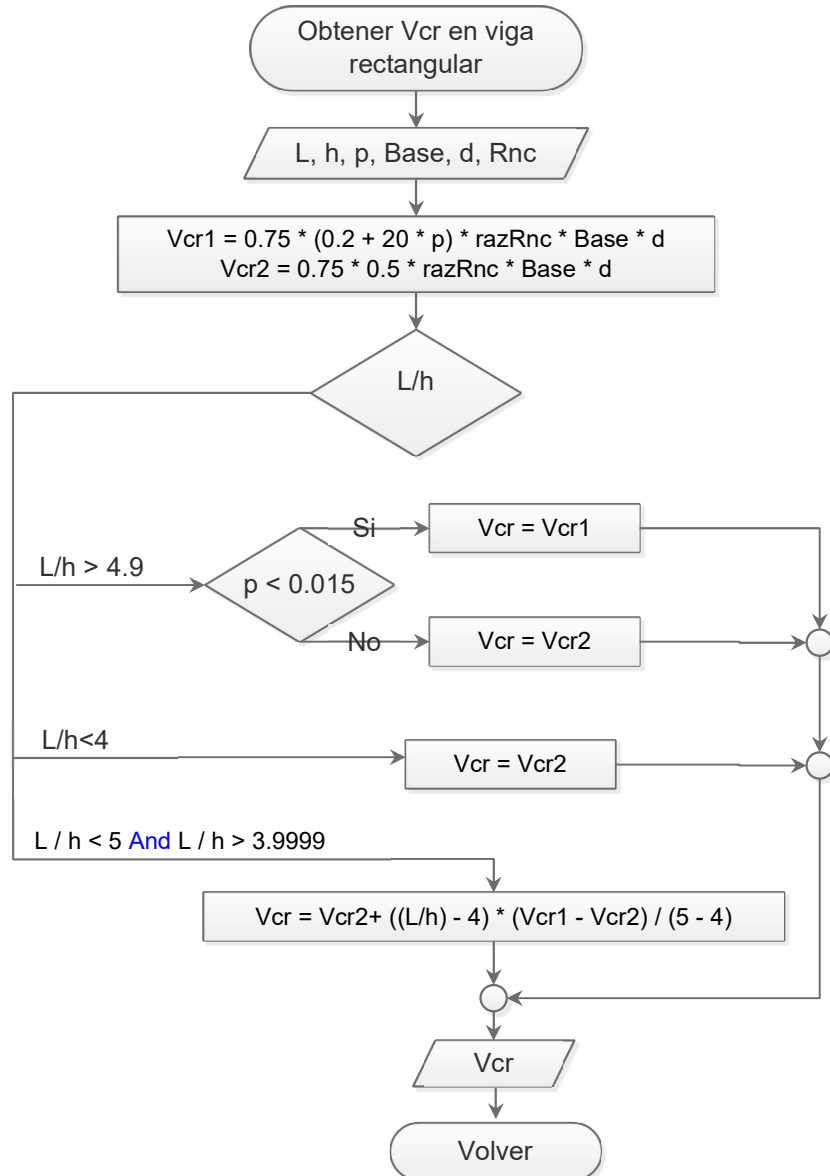 Obtener Vcr en viga
rectangular
L, h, p, Base, d, Rnc
Vcr1 = 0.75 * (0.2 + 20 * p) * razRnc * Base * d
Vcr2 = 0.75 * 0.5 * razRnc * Base * d
L/h
Si
Vcr = Vcr1
L/h > 4.9
p < 0.015
No
Vcr = Vcr2
L/h<4
Vcr = Vcr2
L / h < 5 And L / h > 3.9999
Vcr = Vcr2+ ((L/h) - 4) * (Vcr1 - Vcr2) / (5 - 4)
Vcr
Volver